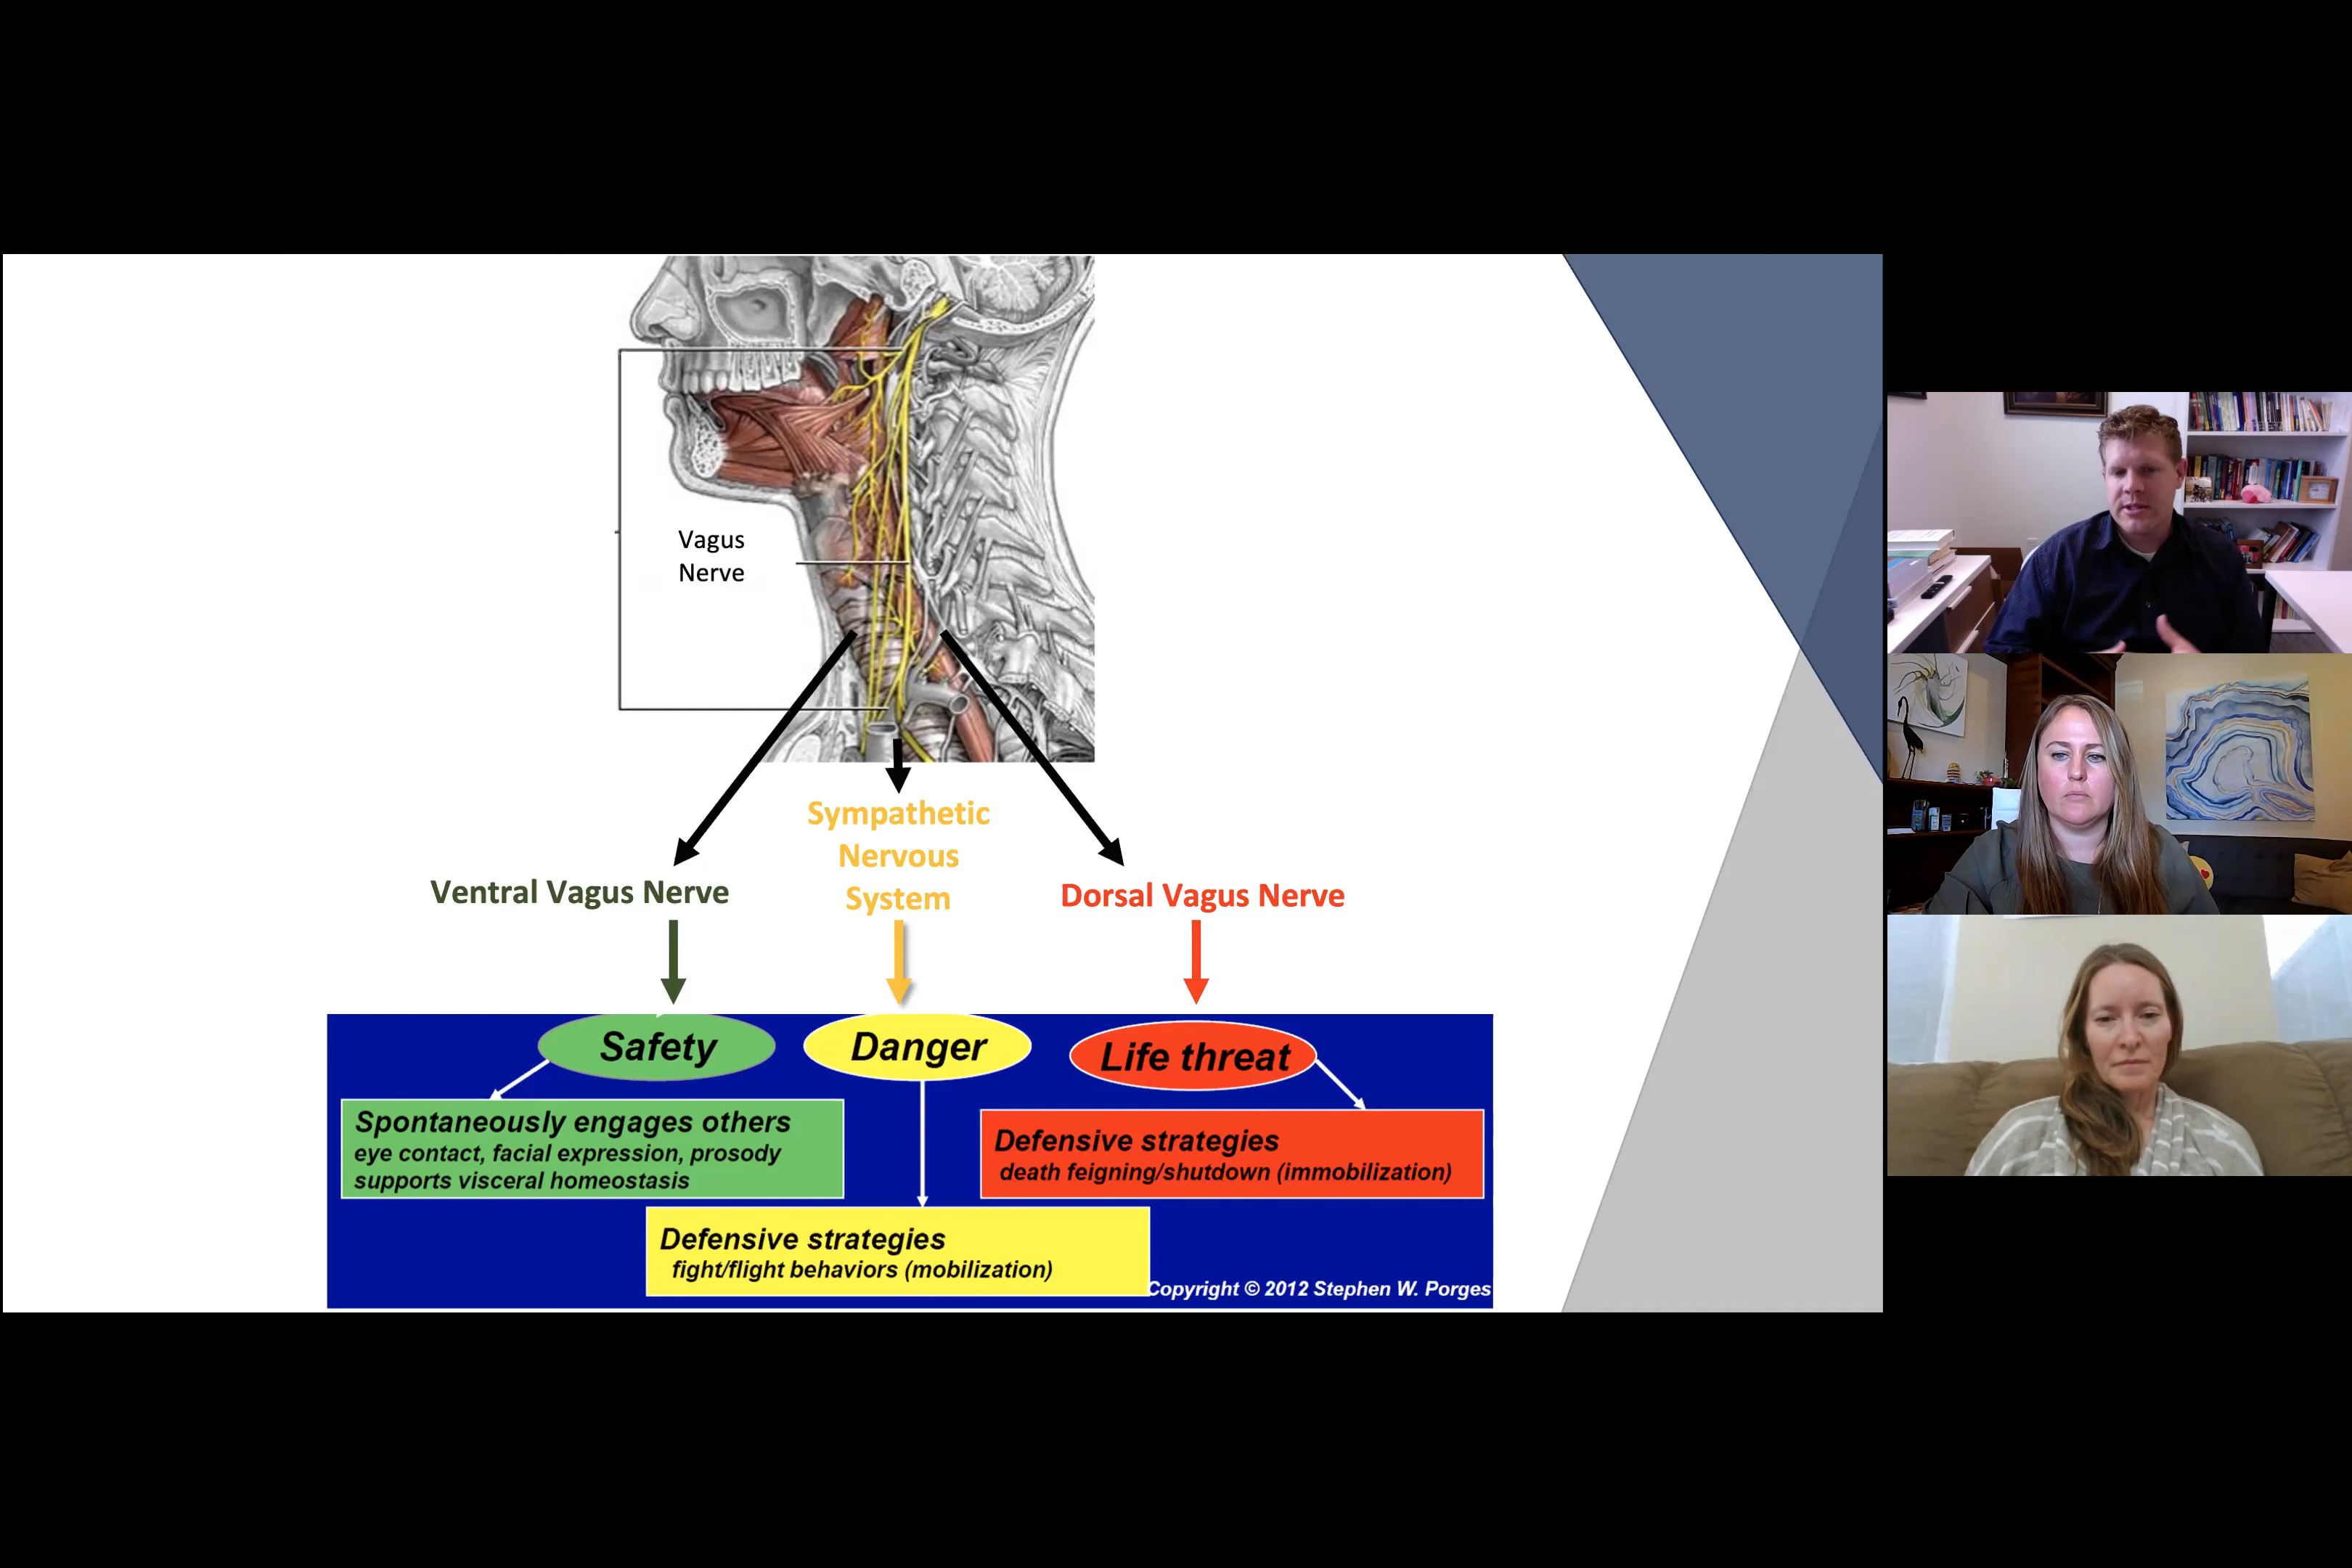 Vagus
Nerve
Sympathetic
Nervous
System
Ventral Vagus Nerve
Dorsal Vagus Nerve
Safety
Danger
Life threat
Spontaneously engages others
eye contact, facial expression, prosody
supports visceral homeostasis
Defensive strategies
death feigning/shutdown (immobilization)
Defensive strategies
fight/flight behaviors (mobilization)
Copyright © 2012 Stephen W. Porges